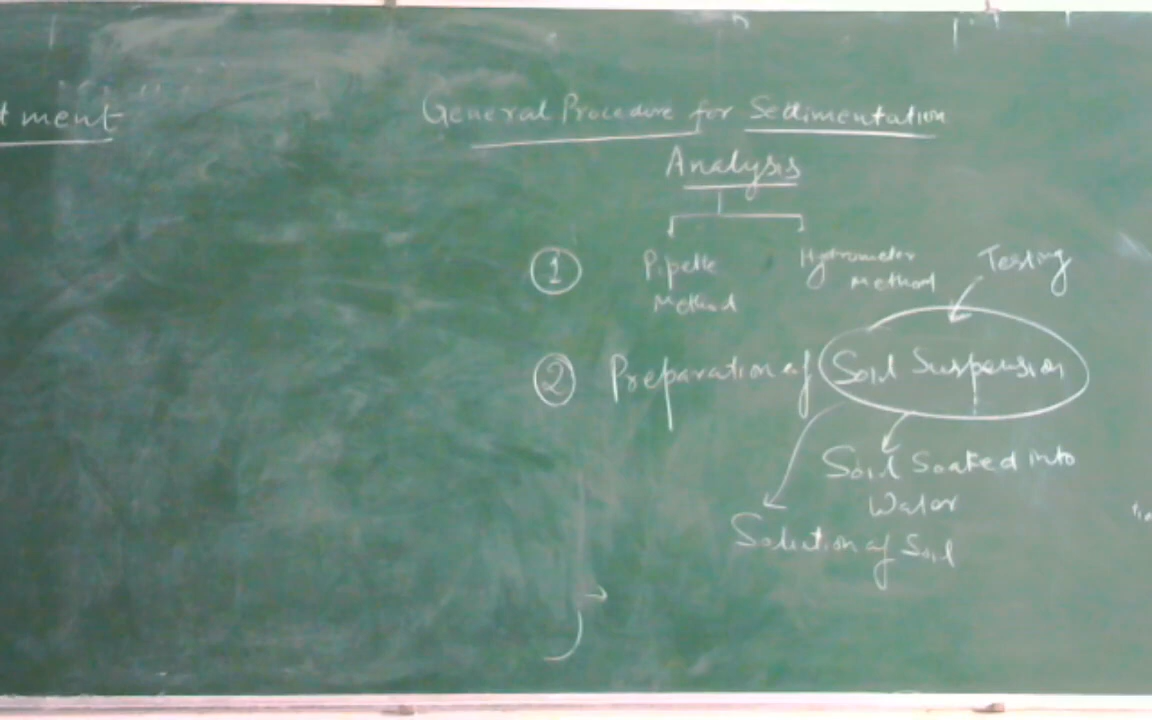 tment
General Procedure for Sedimentation
Analysis
1 Pipette Method
Hydrometer Method
Testing
2 Preparation of Soil Suspension
Soil Soaked into
Water
Solution of Soil